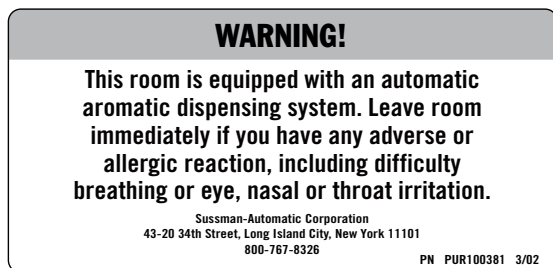 WARNING!
This room is equipped with an automatic
aromatic dispensing system. Leave room
immediately if you have any adverse or
allergic reaction, including difficulty
breathing or eye, nasal or throat irritation.
Sussman-Automatic Corporation
43-20 34th Street, Long Island City, New York 11101
800-767-8326
PN PUR100381 3/02